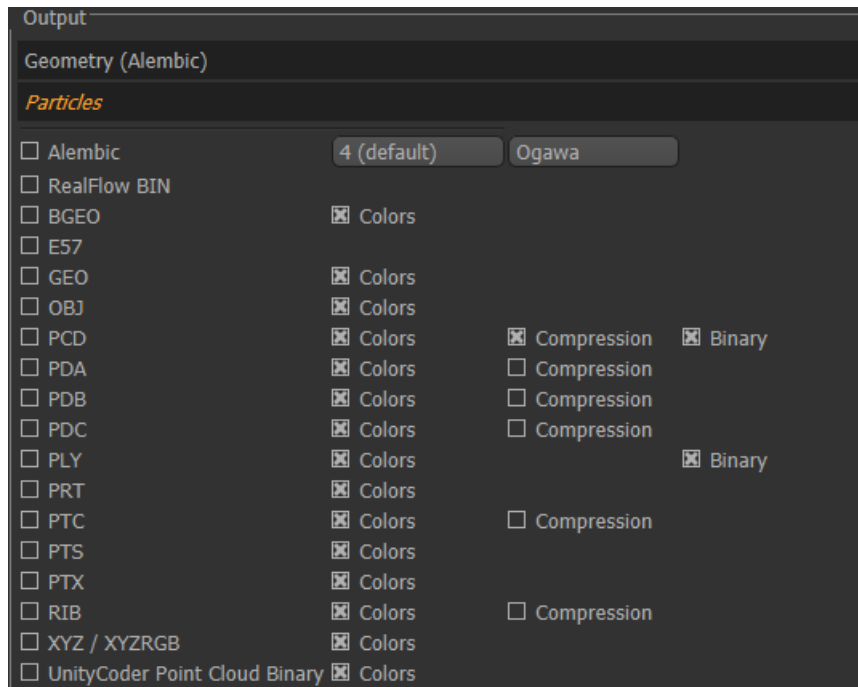 Output
Geometry (Alembic)
Particles
Alembic 4 (default) Ogawa
RealFlow BIN
BGEO Colors
E57
GEO Colors
OBJ Colors
PCD Colors Compression Binary
PDA Colors Compression
PDB Colors Compression
PDC Colors Compression
PLY Colors Binary
PRT Colors
PTC Colors Compression
PTS Colors
PTX Colors
RIB Colors Compression
XYZ / XYZRGB Colors
UnityCoder Point Cloud Binary Colors